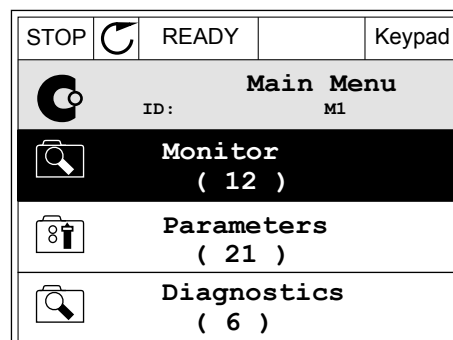 STOP READY Keypad
Main Menu
ID: M1
Monitor
( 12 )
Parameters
( 21 )
Diagnostics
( 6 )